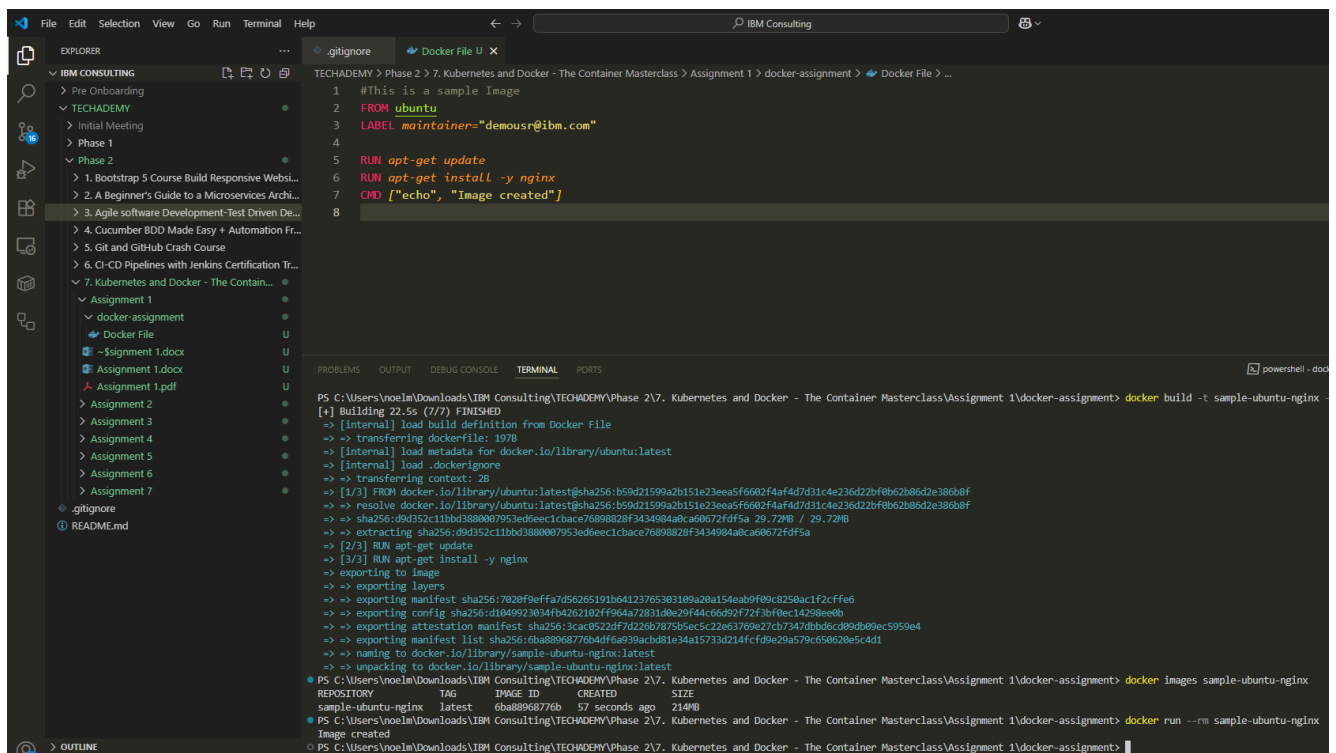 File Edit Selection View Go Run Terminal Help
IBM Consulting
EXPLORER
.gitignore
Docker File U
IBM CONSULTING
TECHADEMY > Phase 2 > 7. Kubernetes and Docker - The Container Masterclass > Assignment 1 > docker-assignment > Docker File > ...
> Pre Onboarding
TECHADEMY
> Initial Meeting
> Phase 1
Phase 2
> 1. Bootstrap 5 Course Build Responsive Websi...
> 2. A Beginner's Guide to a Microservices Archi...
> 3. Agile software Development-Test Driven De...
> 4. Cucumber BDD Made Easy + Automation Fr...
> 5. Git and GitHub Crash Course
> 6. CI-CD Pipelines with Jenkins Certification Tr...
7. Kubernetes and Docker - The Contain...
Assignment 1
docker-assignment
Docker File U
~$signment 1.docx U
Assignment 1.docx U
Assignment 1.pdf U
> Assignment 2
> Assignment 3
> Assignment 4
> Assignment 5
> Assignment 6
> Assignment 7
.gitignore
README.md
> OUTLINE
16
1 #This is a sample Image
2 FROM ubuntu
3 LABEL maintainer="demousr@ibm.com"
4
5 RUN apt-get update
6 RUN apt-get install -y nginx
7 CMD ["echo", "Image created"]
8
PROBLEMS OUTPUT DEBUG CONSOLE TERMINAL PORTS
powershell - dock
PS C:\Users\noelm\Downloads\IBM Consulting\TECHADEMY\Phase 2\7. Kubernetes and Docker - The Container Masterclass\Assignment 1\docker-assignment> docker build -t sample-ubuntu-nginx -
[+] Building 22.5s (7/7) FINISHED
=> [internal] load build definition from Docker File
=> => transferring dockerfile: 197B
=> [internal] load metadata for docker.io/library/ubuntu:latest
=> [internal] load .dockerignore
=> => transferring context: 2B
=> [1/3] FROM docker.io/library/ubuntu:latest@sha256:b59d21599a2b151e23eea5f6602f4af4d7d31c4e236d22bf0b62b86d2e386b8f
=> => resolve docker.io/library/ubuntu:latest@sha256:b59d21599a2b151e23eea5f6602f4af4d7d31c4e236d22bf0b62b86d2e386b8f
=> => sha256:d9d352c11bbd3880007953ed6eec1cbace76898828f3434984a0ca60672fdf5a 29.72MB / 29.72MB
=> => extracting sha256:d9d352c11bbd3880007953ed6eec1cbace76898828f3434984a0ca60672fdf5a
=> [2/3] RUN apt-get update
=> [3/3] RUN apt-get install -y nginx
=> exporting to image
=> => exporting layers
=> => exporting manifest sha256:7020f9effa7d56265191b64123765303109a20a154eab9f09c8250ac1f2cffe6
=> => exporting config sha256:d1049923034fb4262102ff964a72831d0e29f44c66d92f72f3bf0ec14298ee0b
=> => exporting attestation manifest sha256:3cac0522df7d226b7875b5ec5c22e63769e27cb7347dbbd6cd09db09ec5959e4
=> => exporting manifest list sha256:6ba88968776b4df6a939acbd81e34a15733d214fcfd9e29a579c650620e5c4d1
=> => naming to docker.io/library/sample-ubuntu-nginx:latest
=> => unpacking to docker.io/library/sample-ubuntu-nginx:latest
PS C:\Users\noelm\Downloads\IBM Consulting\TECHADEMY\Phase 2\7. Kubernetes and Docker - The Container Masterclass\Assignment 1\docker-assignment> docker images sample-ubuntu-nginx
REPOSITORY TAG IMAGE ID CREATED SIZE
sample-ubuntu-nginx latest 6ba88968776b 57 seconds ago 214MB
PS C:\Users\noelm\Downloads\IBM Consulting\TECHADEMY\Phase 2\7. Kubernetes and Docker - The Container Masterclass\Assignment 1\docker-assignment> docker run --rm sample-ubuntu-nginx
Image created
PS C:\Users\noelm\Downloads\IBM Consulting\TECHADEMY\Phase 2\7. Kubernetes and Docker - The Container Masterclass\Assignment 1\docker-assignment>